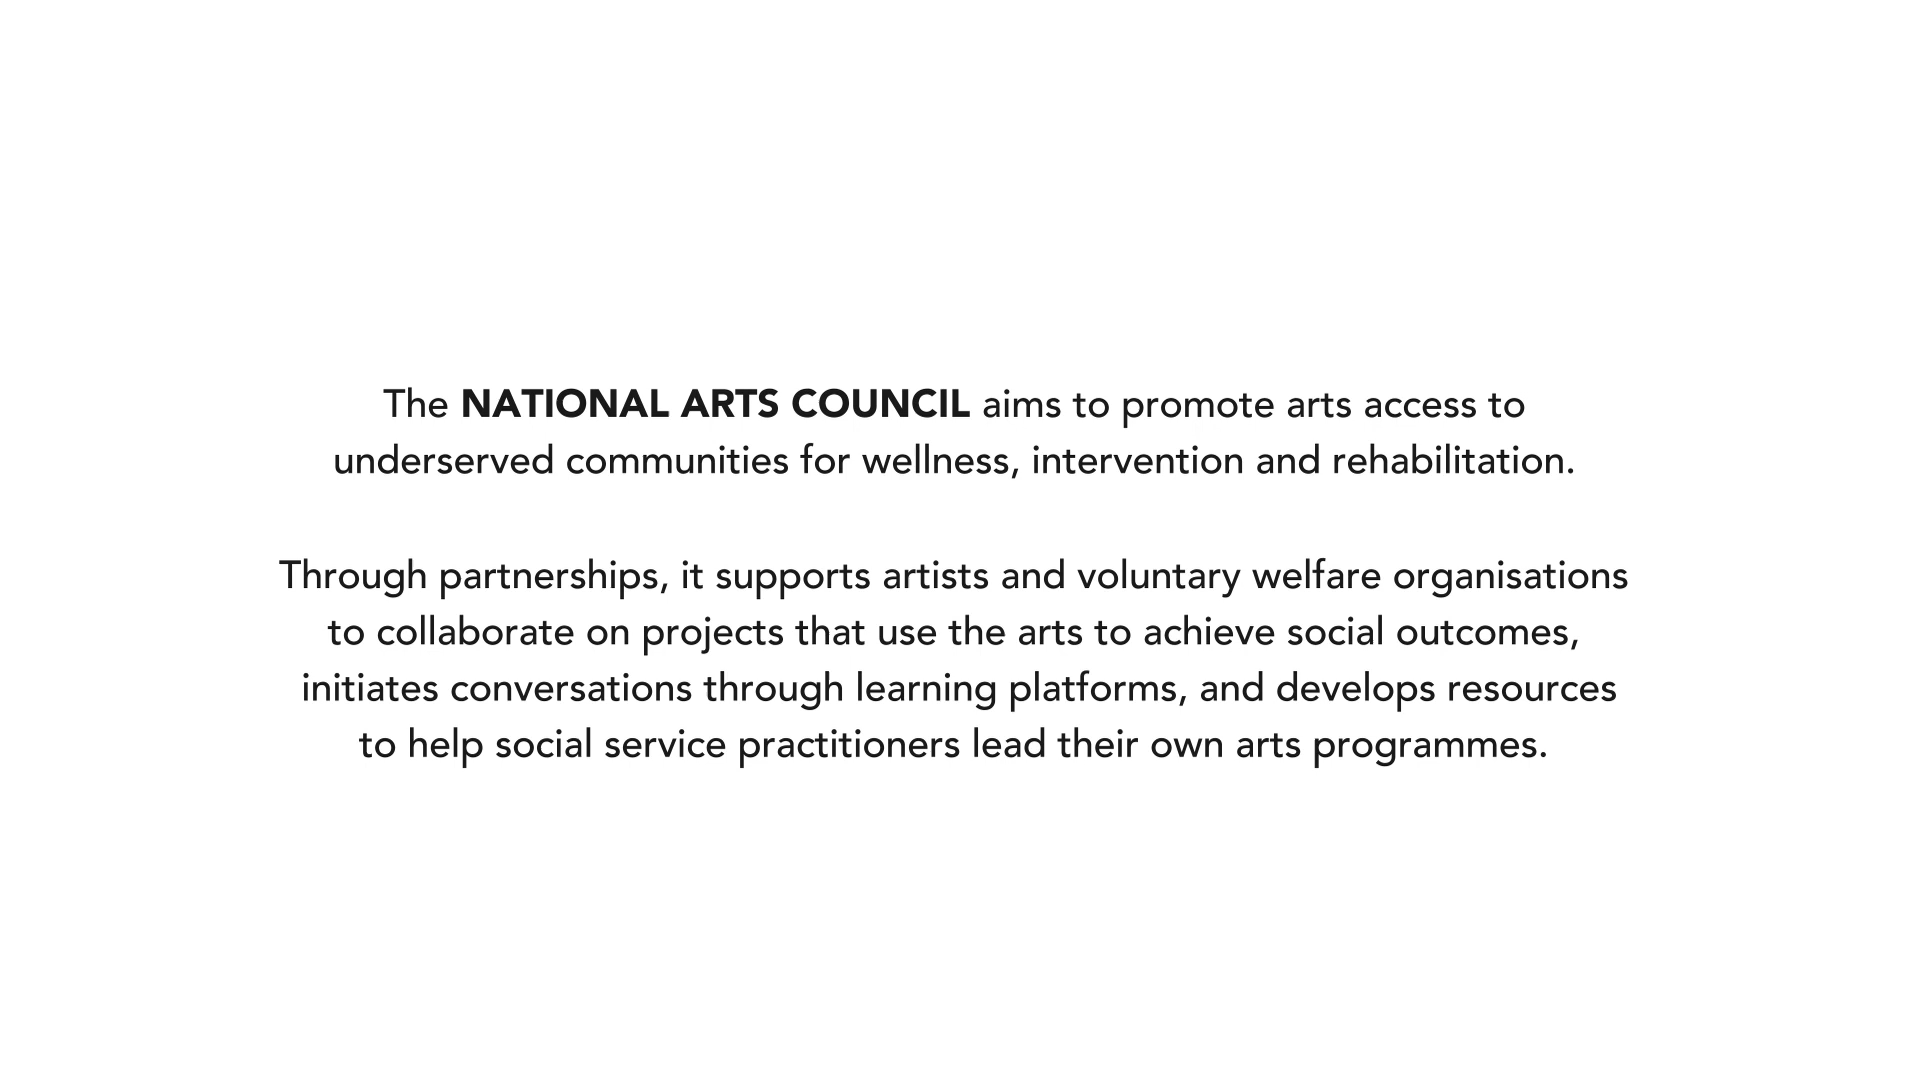 The NATIONAL ARTS COUNCIL aims to promote arts access to
underserved communities for wellness, intervention and rehabilitation.
Through partnerships, it supports artists and voluntary welfare organisations
to collaborate on projects that use the arts to achieve social outcomes,
initiates conversations through learning platforms, and develops resources
to help social service practitioners lead their own arts programmes.